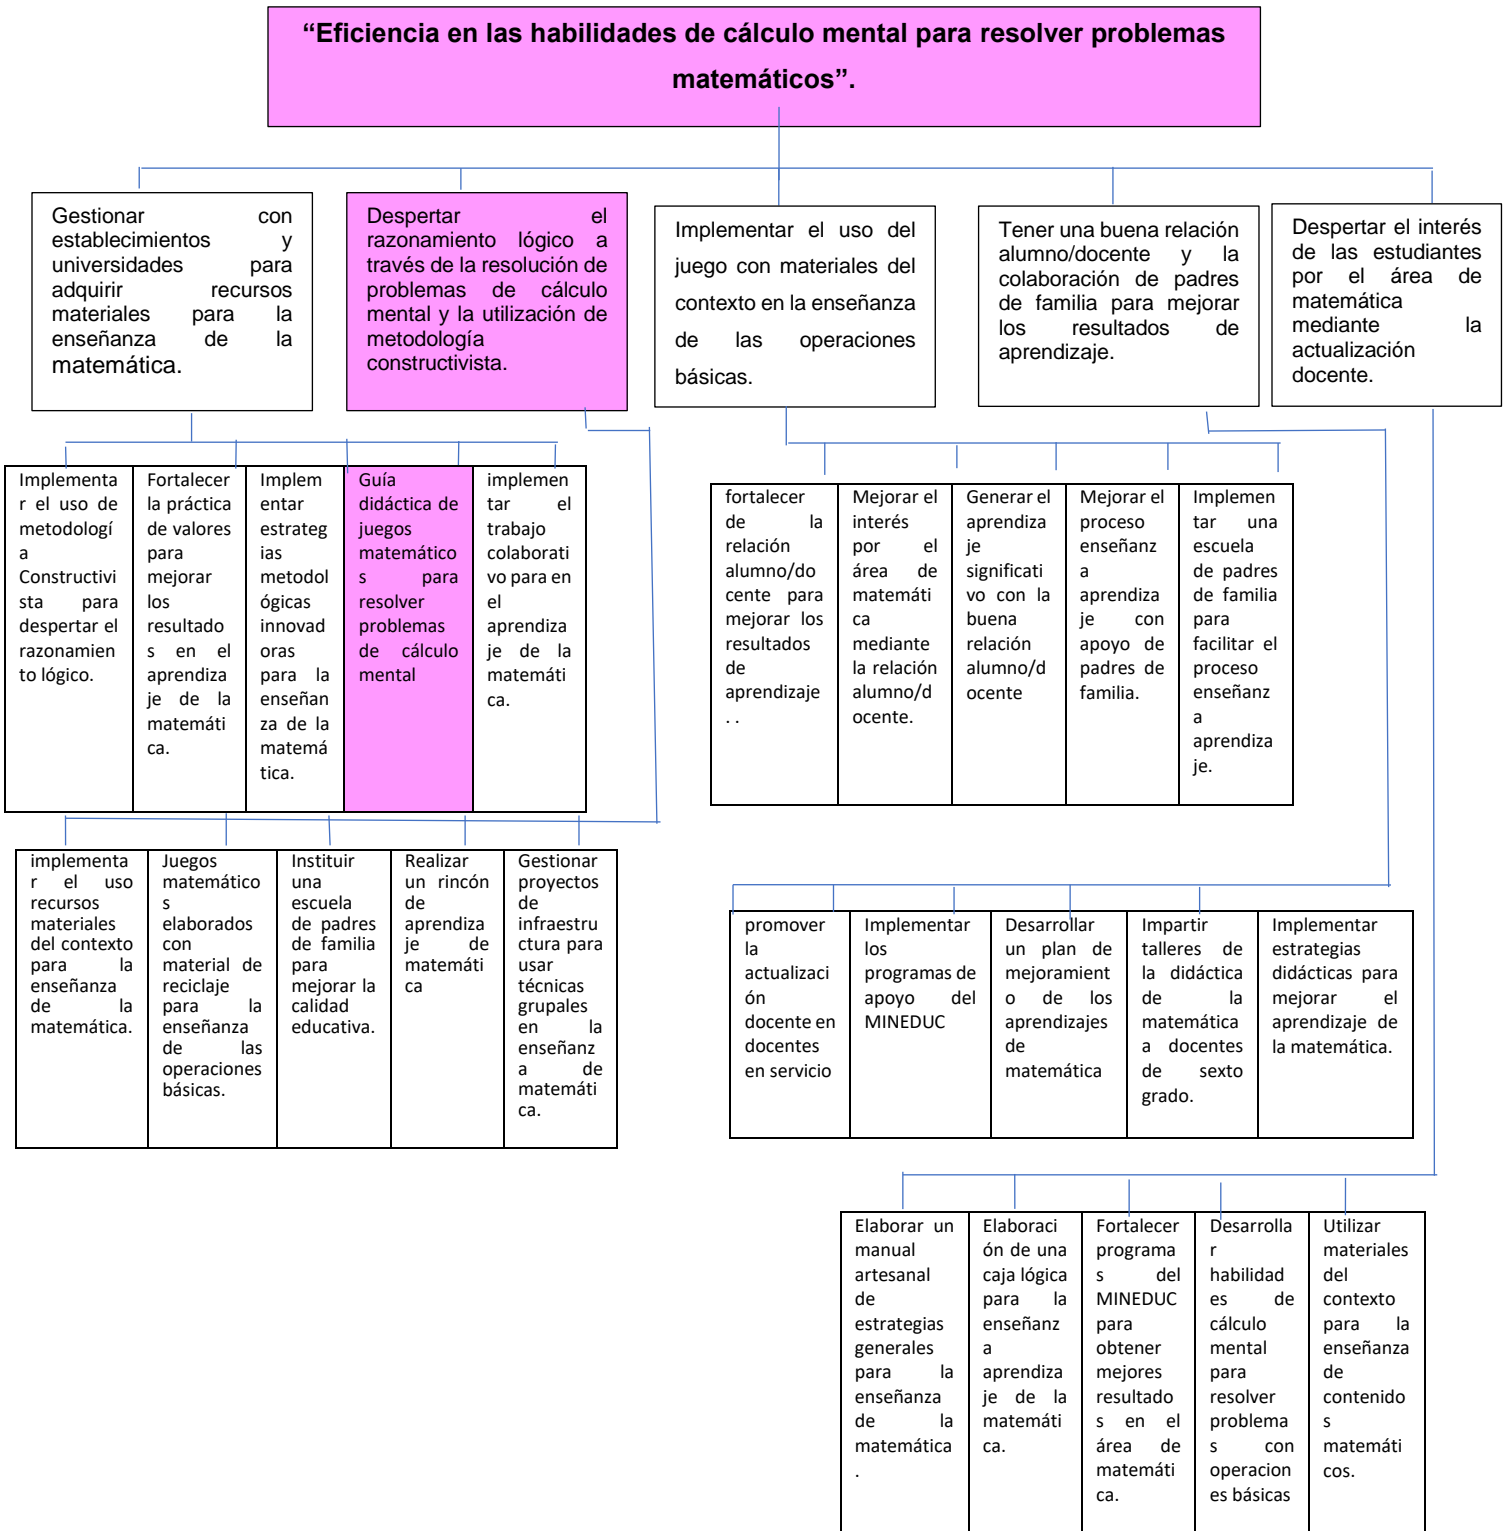 “Eficiencia en las habilidades de cálculo mental para resolver problemas
matemáticos”.
Gestionar con
establecimientos y
universidades para
adquirir recursos
materiales para la
enseñanza de la
matemática.
Despertar el
razonamiento lógico a
través de la resolución de
problemas de cálculo
mental y la utilización de
metodología
constructivista.
Implementar el uso del
juego con materiales del
contexto en la enseñanza
de las operaciones
básicas.
Tener una buena relación
alumno/docente y la
colaboración de padres
de familia para mejorar
los resultados de
aprendizaje.
Despertar el interés
de las estudiantes
por el área de
matemática
mediante la
actualización
docente.
Implementa
r el uso de
metodologí
a
Constructivi
sta para
despertar el
razonamien
to lógico.
Fortalecer
la práctica
de valores
para
mejorar
los
resultado
s en el
aprendiza
je de la
matemáti
ca.
Implem
entar
estrateg
ias
metodol
ógicas
innovad
oras
para la
enseñan
za de la
matemá
tica.
Guía
didáctica de
juegos
matemático
s para
resolver
problemas
de cálculo
mental
implemen
tar el
trabajo
colaborati
vo para en
el
aprendiza
je de la
matemáti
ca.
fortalecer
de la
relación
alumno/do
cente para
mejorar los
resultados
de
aprendizaje
. .
Mejorar el
interés
por el
área de
matemáti
ca
mediante
la relación
alumno/d
ocente.
Generar el
aprendiza
je
significati
vo con la
buena
relación
alumno/d
ocente
Mejorar el
proceso
enseñanz
a
aprendiza
je con
apoyo de
padres de
familia.
Implemen
tar una
escuela
de padres
de familia
para
facilitar el
proceso
enseñanz
a
aprendiza
je.
implementa
r el uso
recursos
materiales
del contexto
para la
enseñanza
de la
matemática.
Juegos
matemático
s
elaborados
con
material de
reciclaje
para la
enseñanza
de las
operaciones
básicas.
Instituir
una
escuela
de padres
de familia
para
mejorar la
calidad
educativa.
Realizar
un rincón
de
aprendiza
je de
matemáti
ca
Gestionar
proyectos
de
infraestru
ctura para
usar
técnicas
grupales
en la
enseñanz
a de
matemáti
ca.
promover
la
actualizaci
ón
docente en
docentes
en servicio
Implementar
los
programas de
apoyo del
MINEDUC
Desarrollar
un plan de
mejoramient
o de los
aprendizajes
de
matemática
Impartir
talleres de
la didáctica
de la
matemática
a docentes
de sexto
grado.
Implementar
estrategias
didácticas para
mejorar el
aprendizaje de
la matemática.
Elaborar un
manual
artesanal
de
estrategias
generales
para la
enseñanza
de la
matemática
.
Elaboraci
ón de una
caja lógica
para la
enseñanz
a
aprendiza
je de la
matemáti
ca.
Fortalecer
programa
s del
MINEDUC
para
obtener
mejores
resultado
s en el
área de
matemáti
ca.
Desarrolla
r
habilidad
es de
cálculo
mental
para
resolver
problema
s con
operacion
es básicas
Utilizar
materiales
del
contexto
para la
enseñanza
de
contenido
s
matemáti
cos.